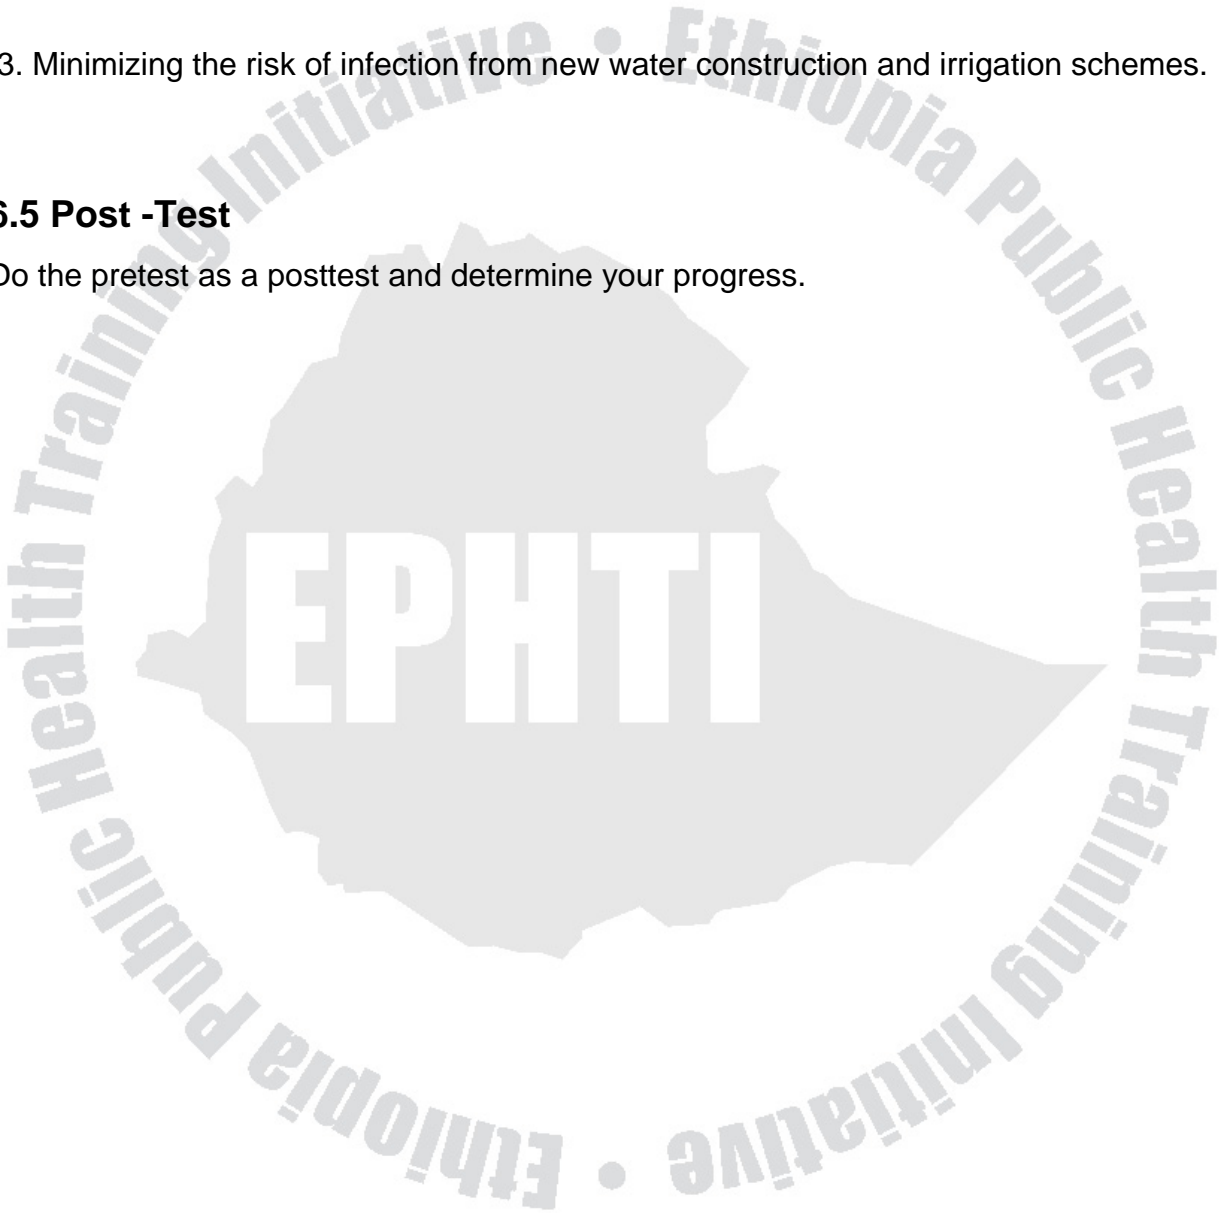 3. Minimizing the risk of infection from new water construction and irrigation schemes.
6.5 Post -Test
Do the pretest as a posttest and determine your progress.
Ethiopia Public Health Training Initiative • Ethiopia Public Health Training Initiative •
EPHTI